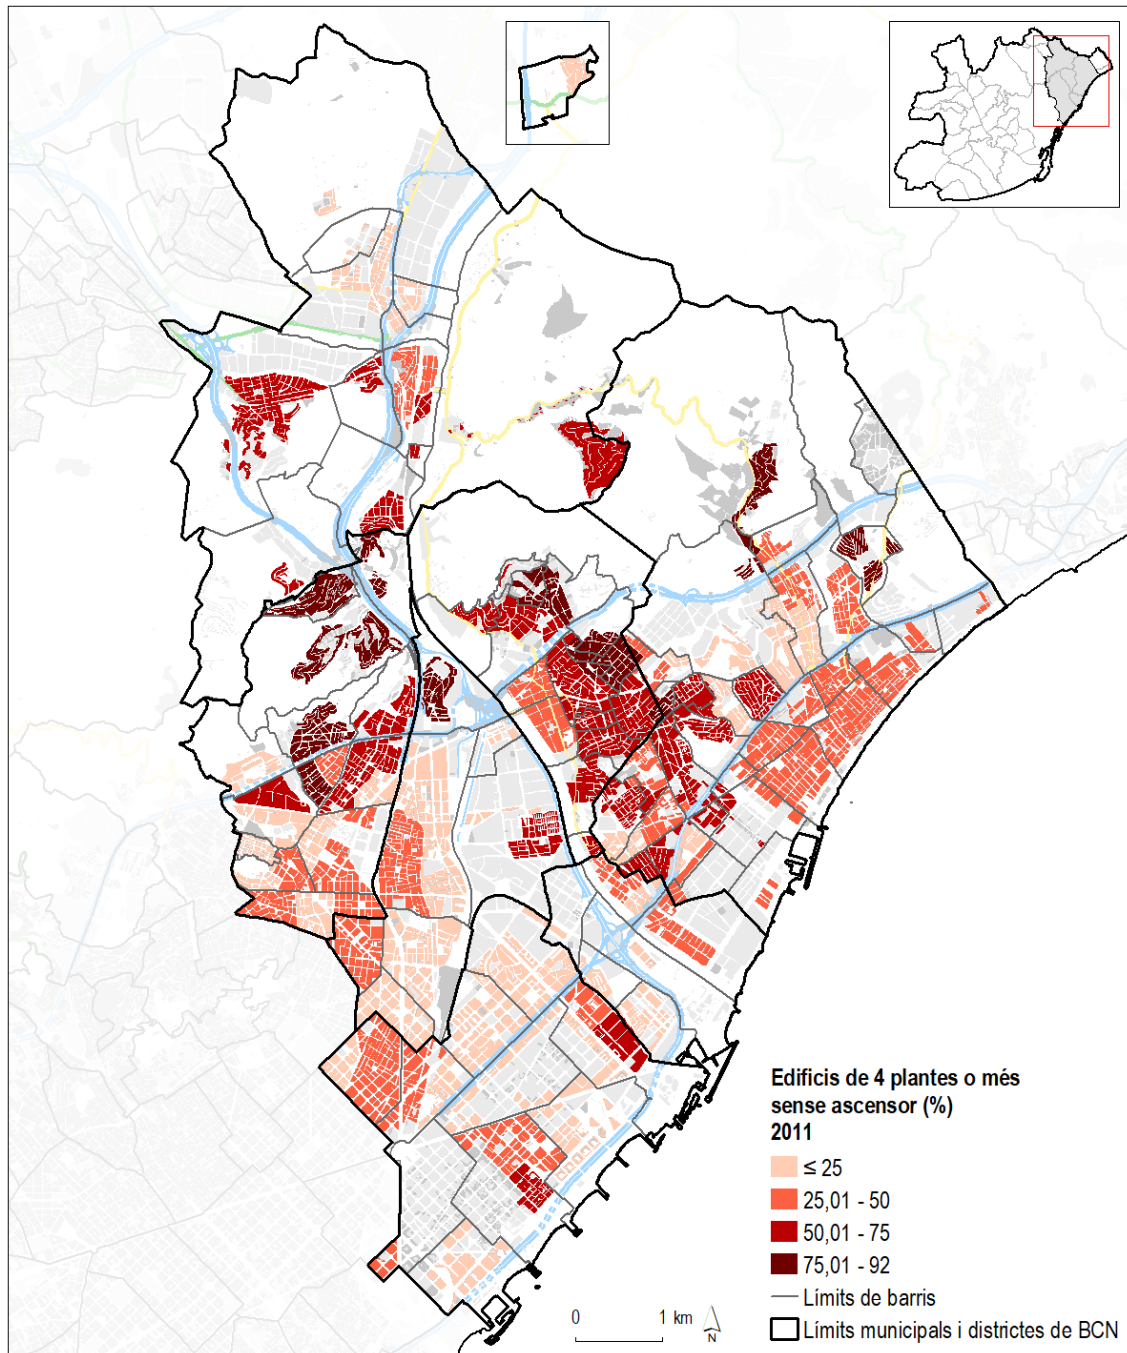 Edificis de 4 plantes o més
sense ascensor (%)
2011
≤ 25
25,01 - 50
50,01 - 75
75,01 - 92
Límits de barris
Límits municipals i districtes de BCN
0 1 km
N